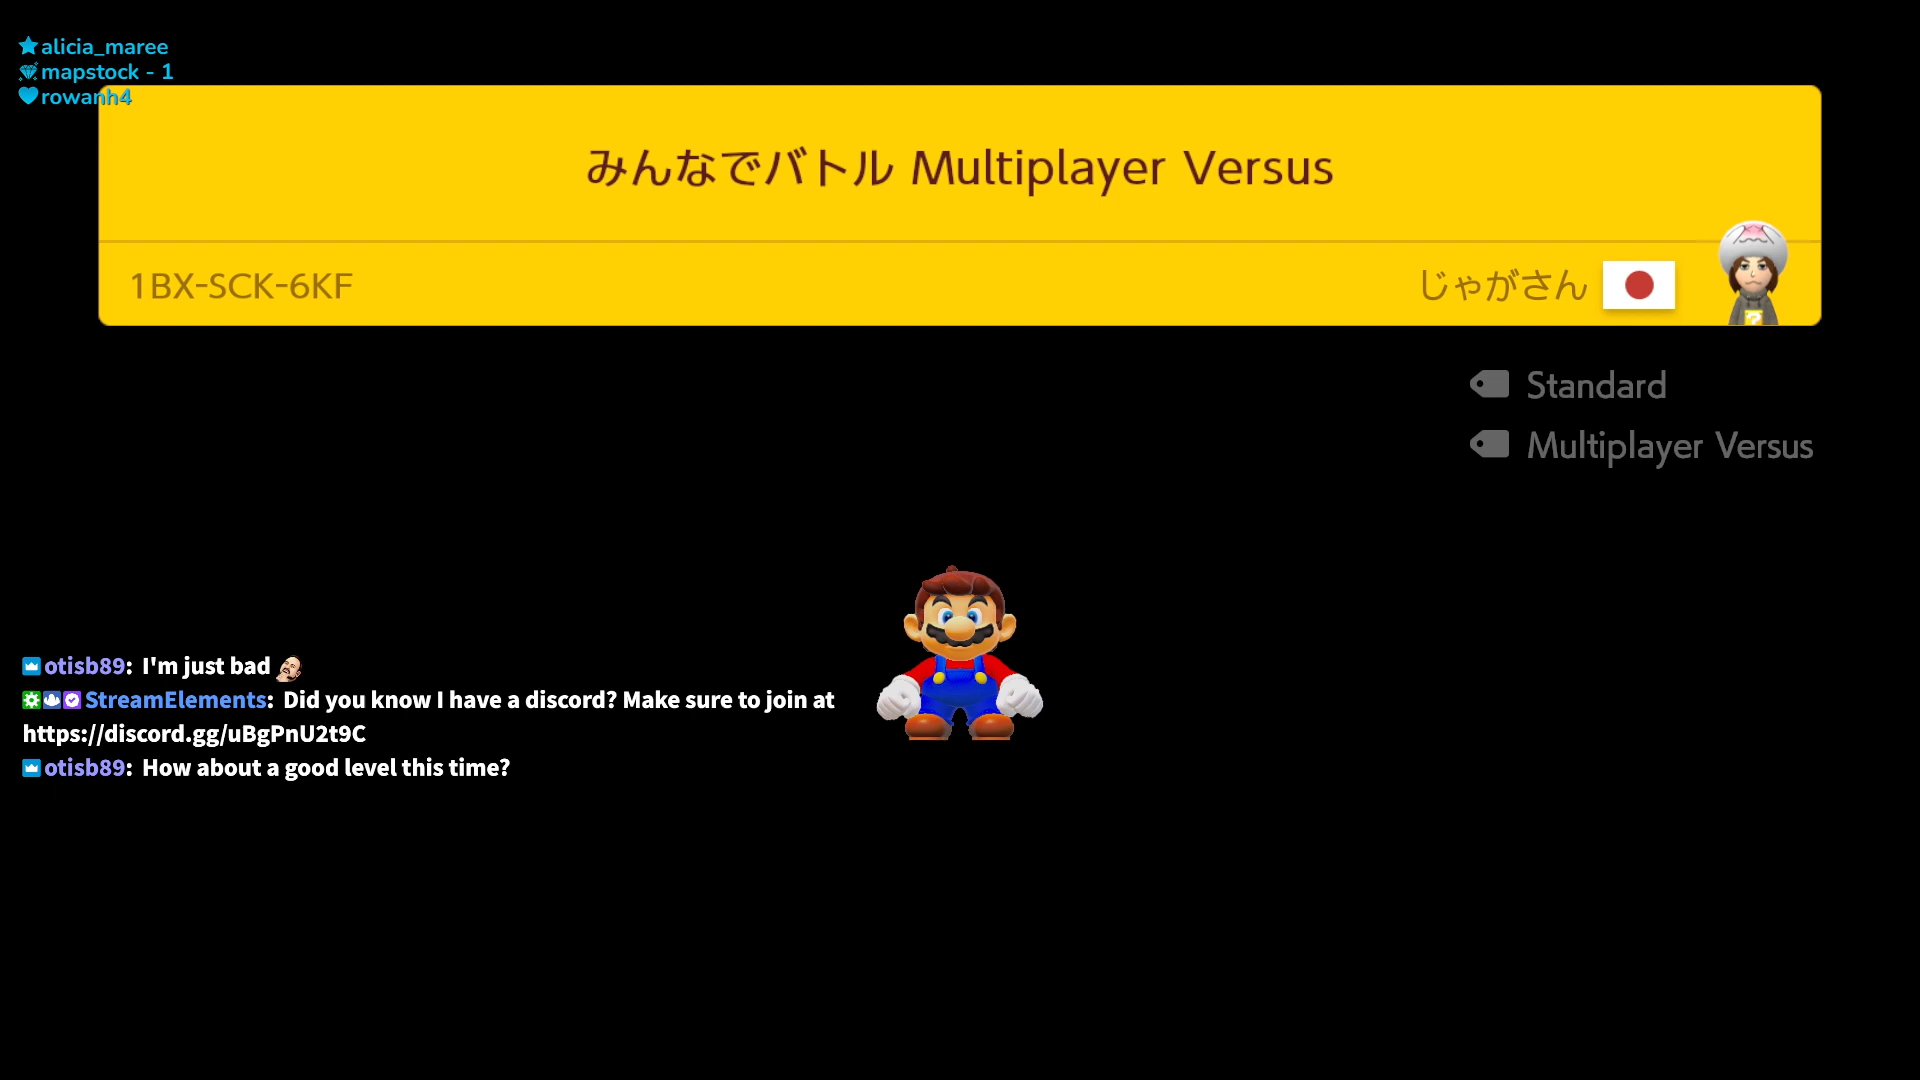 alicia_maree
mapstock - 1
rowanh4
みんなでバトル Multiplayer Versus
1BX-SCK-6KF
じゃがさん
Standard
Multiplayer Versus
otisb89: I'm just bad
StreamElements: Did you know I have a discord? Make sure to join at
https://discord.gg/uBgPnU2t9C
otisb89: How about a good level this time?